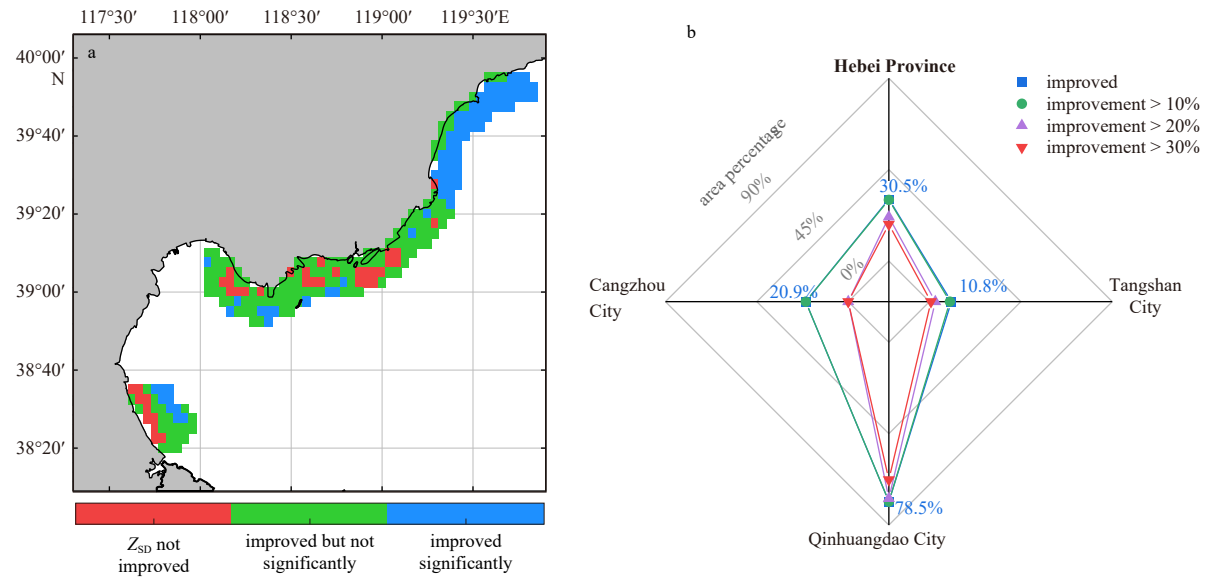 117°30′ 118°00′ 118°30′ 119°00′ 119°30′E
40°00′
N
39°40′
39°20′
39°00′
38°40′
38°20′
a
Z_SD not
improved
improved but not
significantly
improved
significantly
b
Hebei Province
improved
improvement > 10%
improvement > 20%
improvement > 30%
area percentage
90%
45%
0%
30.5%
Cangzhou
City
20.9%
10.8%
Tangshan
City
78.5%
Qinhuangdao City